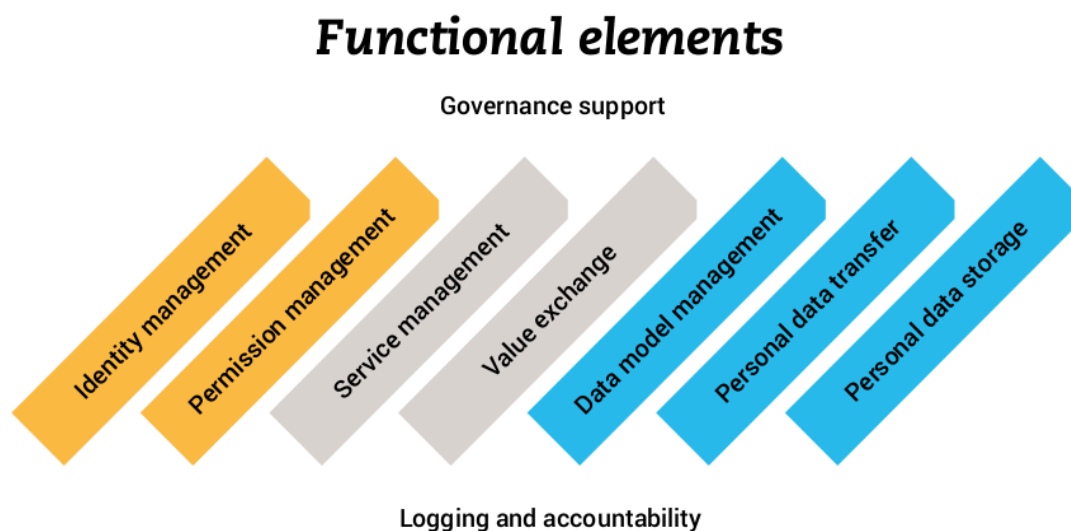 Functional elements
Governance support
Identity management
Permission management
Service management
Value exchange
Data model management
Personal data transfer
Personal data storage
Logging and accountability